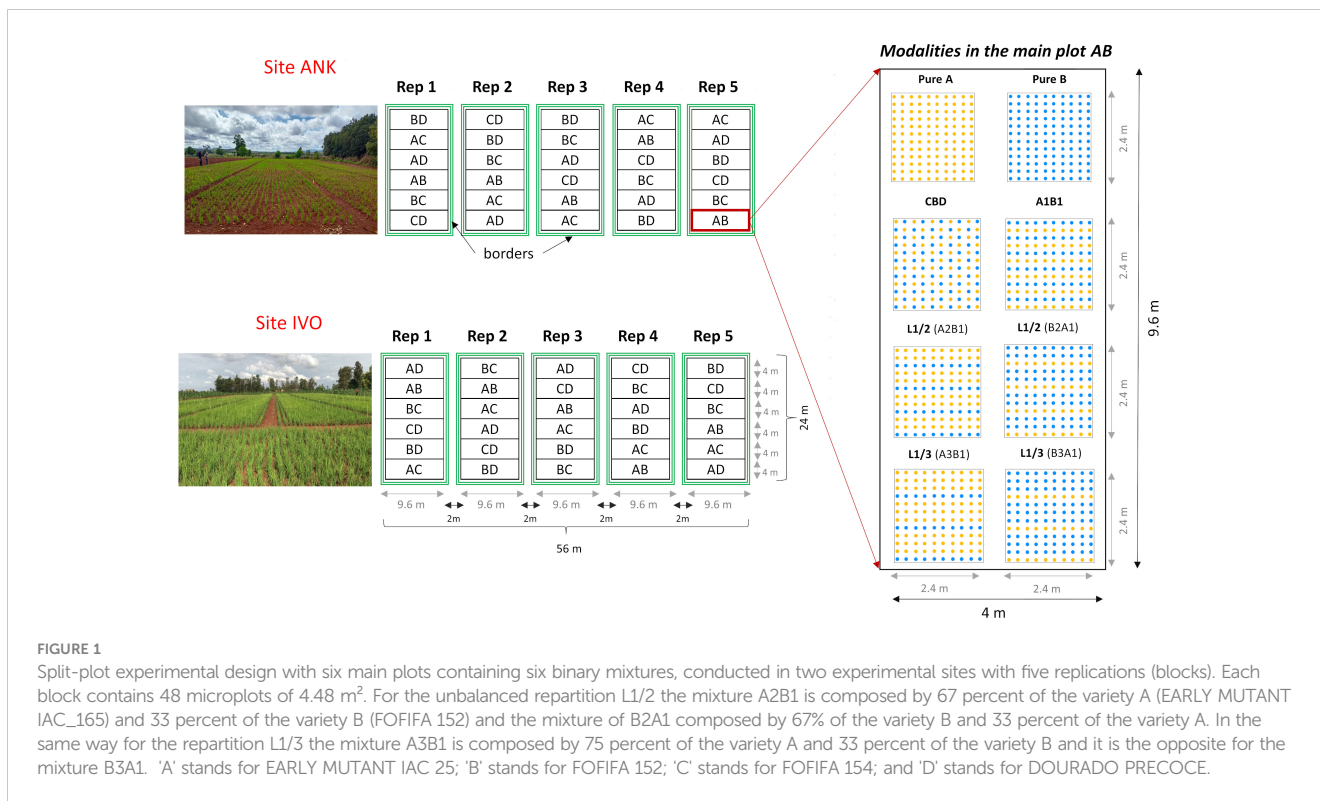 Site ANK
Rep 1 Rep 2 Rep 3 Rep 4 Rep 5
BD CD BD AC AC
AC BD BC AB AD
AD BC AD CD BD
AB AB CD BC CD
BC AC AB AD BC
CD AD AC BD AB
borders
Site IVO
Rep 1 Rep 2 Rep 3 Rep 4 Rep 5
AD BC AD CD BD 4 m
AB AB CD BC CD 4 m
BC AC AB AD BC 4 m
CD AD AC BD AB 4 m
BD CD BD AC AC 4 m
AC BD BC AB AD 4 m
24 m
9.6 m 9.6 m 9.6 m 9.6 m 9.6 m
2m 2m 2m 2m
56 m
Modalities in the main plot AB
Pure A Pure B
2.4 m
CBD A1B1
2.4 m
9.6 m
L1/2 (A2B1) L1/2 (B2A1)
2.4 m
L1/3 (A3B1) L1/3 (B3A1)
2.4 m
2.4 m 2.4 m
4 m
FIGURE 1
Split-plot experimental design with six main plots containing six binary mixtures, conducted in two experimental sites with five replications (blocks). Each
block contains 48 microplots of 4.48 m². For the unbalanced repartition L1/2 the mixture A2B1 is composed by 67 percent of the variety A (EARLY MUTANT
IAC_165) and 33 percent of the variety B (FOFIFA 152) and the mixture of B2A1 composed by 67% of the variety B and 33 percent of the variety A. In the
same way for the repartition L1/3 the mixture A3B1 is composed by 75 percent of the variety A and 33 percent of the variety B and it is the opposite for the
mixture B3A1. 'A' stands for EARLY MUTANT IAC 25; 'B' stands for FOFIFA 152; 'C' stands for FOFIFA 154; and 'D' stands for DOURADO PRECOCE.